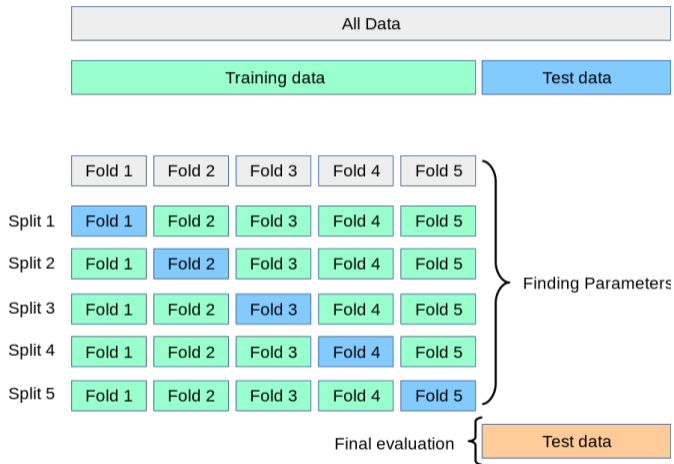 All Data
Training data Test data
Fold 1 Fold 2 Fold 3 Fold 4 Fold 5
Split 1 Fold 1 Fold 2 Fold 3 Fold 4 Fold 5
Split 2 Fold 1 Fold 2 Fold 3 Fold 4 Fold 5
Finding Parameters
Split 3 Fold 1 Fold 2 Fold 3 Fold 4 Fold 5
Split 4 Fold 1 Fold 2 Fold 3 Fold 4 Fold 5
Split 5 Fold 1 Fold 2 Fold 3 Fold 4 Fold 5
Final evaluation Test data